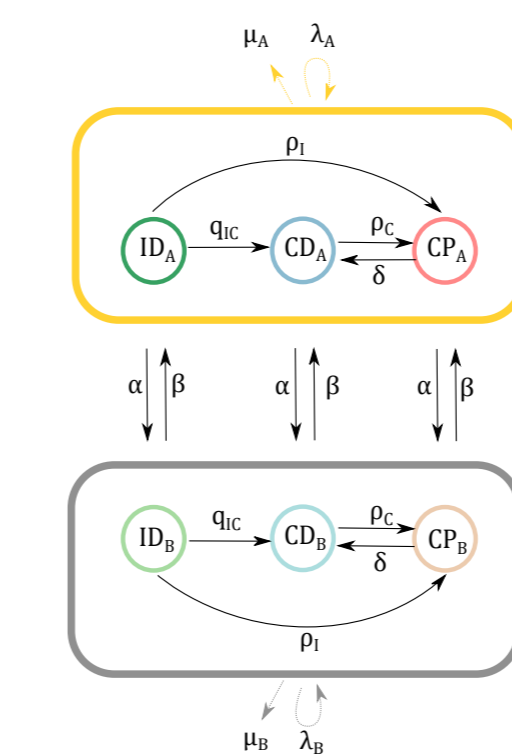 μA λA
ρI
qIC ρC
IDA CDA CPA
δ
α β α β α β
qIC ρC
IDB CDB CPB
δ
ρI
μB λB